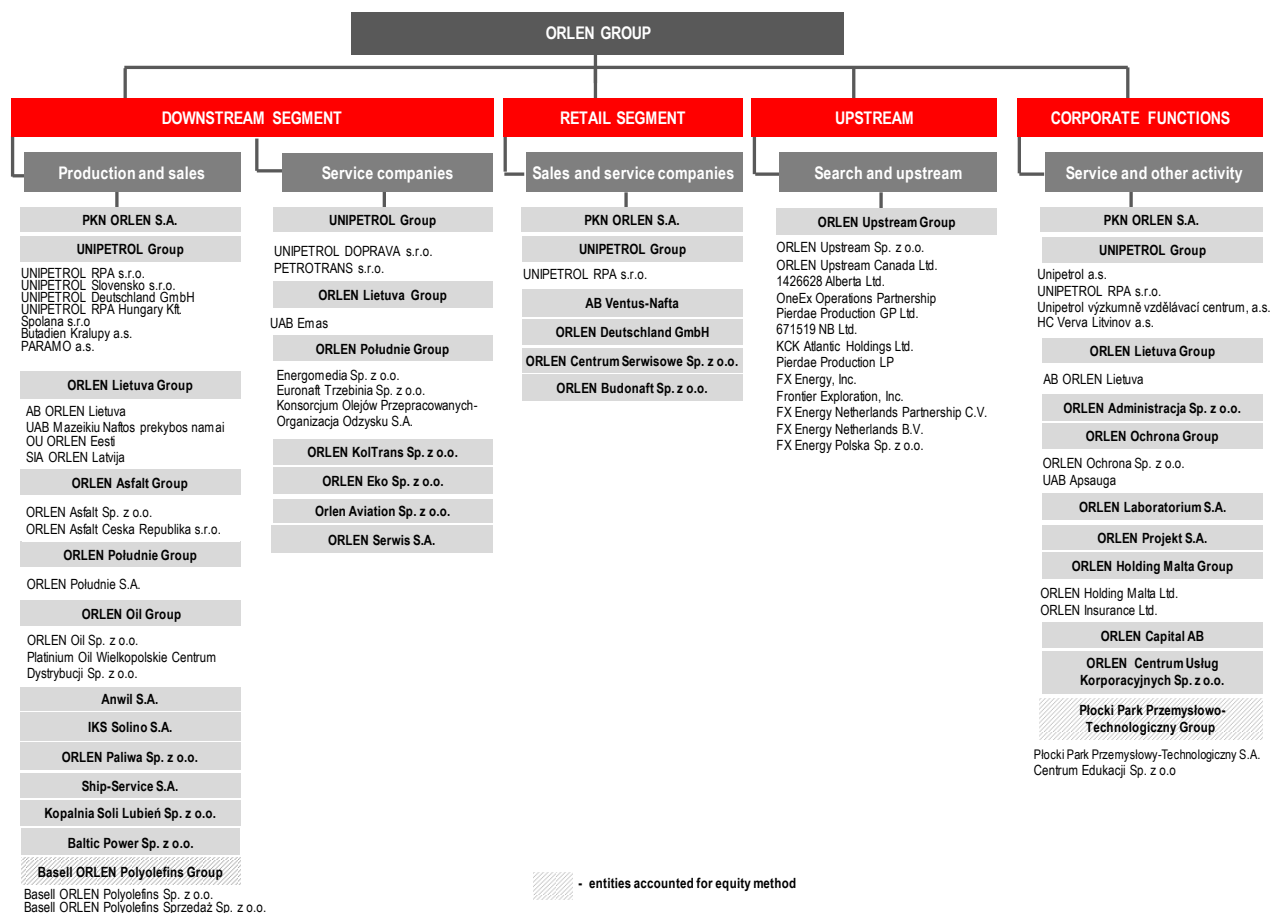 ORLEN GROUP
DOWNSTREAM SEGMENT
Production and sales
PKN ORLEN S.A.
UNIPETROL Group
UNIPETROL RPA s.r.o.
UNIPETROL Slovensko s.r.o.
UNIPETROL Deutschland GmbH
UNIPETROL RPA Hungary Kft.
Spolana s.r.o
Butadien Kralupy a.s.
PARAMO a.s.
ORLEN Lietuva Group
AB ORLEN Lietuva
UAB Mazeikiu Naftos prekybos namai
OU ORLEN Eesti
SIA ORLEN Latvija
ORLEN Asfalt Group
ORLEN Asfalt Sp. z o.o.
ORLEN Asfalt Ceska Republika s.r.o.
ORLEN Południe Group
ORLEN Południe S.A.
ORLEN Oil Group
ORLEN Oil Sp. z o.o.
Platinium Oil Wielkopolskie Centrum
Dystrybucji Sp. z o.o.
Anwil S.A.
IKS Solino S.A.
ORLEN Paliwa Sp. z o.o.
Ship-Service S.A.
Kopalnia Soli Lubień Sp. z o.o.
Baltic Power Sp. z o.o.
Basell ORLEN Polyolefins Group
Basell ORLEN Polyolefins Sp. z o.o.
Basell ORLEN Polyolefins Sprzedaż Sp. z o.o.
Service companies
UNIPETROL Group
UNIPETROL DOPRAVA s.r.o.
PETROTRANS s.r.o.
ORLEN Lietuva Group
UAB Emas
ORLEN Południe Group
Energomedia Sp. z o.o.
Euronaft Trzebinia Sp. z o.o.
Konsorcjum Olejów Przepracowanych-
Organizacja Odzysku S.A.
ORLEN KolTrans Sp. z o.o.
ORLEN Eko Sp. z o.o.
Orlen Aviation Sp. z o.o.
ORLEN Serwis S.A.
RETAIL SEGMENT
Sales and service companies
PKN ORLEN S.A.
UNIPETROL Group
UNIPETROL RPA s.r.o.
AB Ventus-Nafta
ORLEN Deutschland GmbH
ORLEN Centrum Serwisowe Sp. z o.o.
ORLEN Budonaft Sp. z o.o.
UPSTREAM
Search and upstream
ORLEN Upstream Group
ORLEN Upstream Sp. z o.o.
ORLEN Upstream Canada Ltd.
1426628 Alberta Ltd.
OneEx Operations Partnership
Pierdae Production GP Ltd.
671519 NB Ltd.
KCK Atlantic Holdings Ltd.
Pierdae Production LP
FX Energy, Inc.
Frontier Exploration, Inc.
FX Energy Netherlands Partnership C.V.
FX Energy Netherlands B.V.
FX Energy Polska Sp. z o.o.
CORPORATE FUNCTIONS
Service and other activity
PKN ORLEN S.A.
UNIPETROL Group
Unipetrol a.s.
UNIPETROL RPA s.r.o.
Unipetrol výzkumně vzdělávací centrum, a.s.
HC Verva Litvinov a.s.
ORLEN Lietuva Group
AB ORLEN Lietuva
ORLEN Administracja Sp. z o.o.
ORLEN Ochrona Group
ORLEN Ochrona Sp. z o.o.
UAB Apsauga
ORLEN Laboratorium S.A.
ORLEN Projekt S.A.
ORLEN Holding Malta Group
ORLEN Holding Malta Ltd.
ORLEN Insurance Ltd.
ORLEN Capital AB
ORLEN Centrum Usług
Korporacyjnych Sp. z o.o.
Płocki Park Przemysłowo-
Technologiczny Group
Płocki Park Przemysłowy-Technologiczny S.A.
Centrum Edukacji Sp. z o.o
- entities accounted for equity method